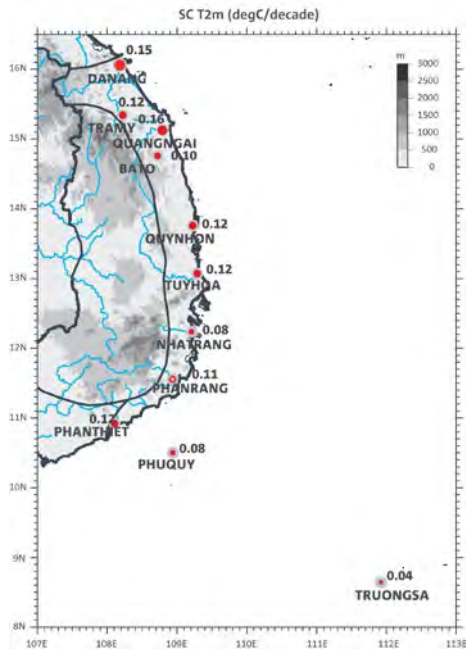 SC T2m (degC/decade)
m
3000
2500
2000
1500
1000
500
0
16N
15N
14N
13N
12N
11N
10N
9N
8N
0.15
DANANG
0.12
TRAMY
0.16
QUANGNGAI
0.10
BATO
0.12
QUYNHON
0.12
TUYHOA
0.08
NHATRANG
0.11
PHANRANG
0.12
PHANTHIET
0.08
PHUQUY
0.04
TRUONGSA
107E 108E 109E 110E 111E 112E 113E